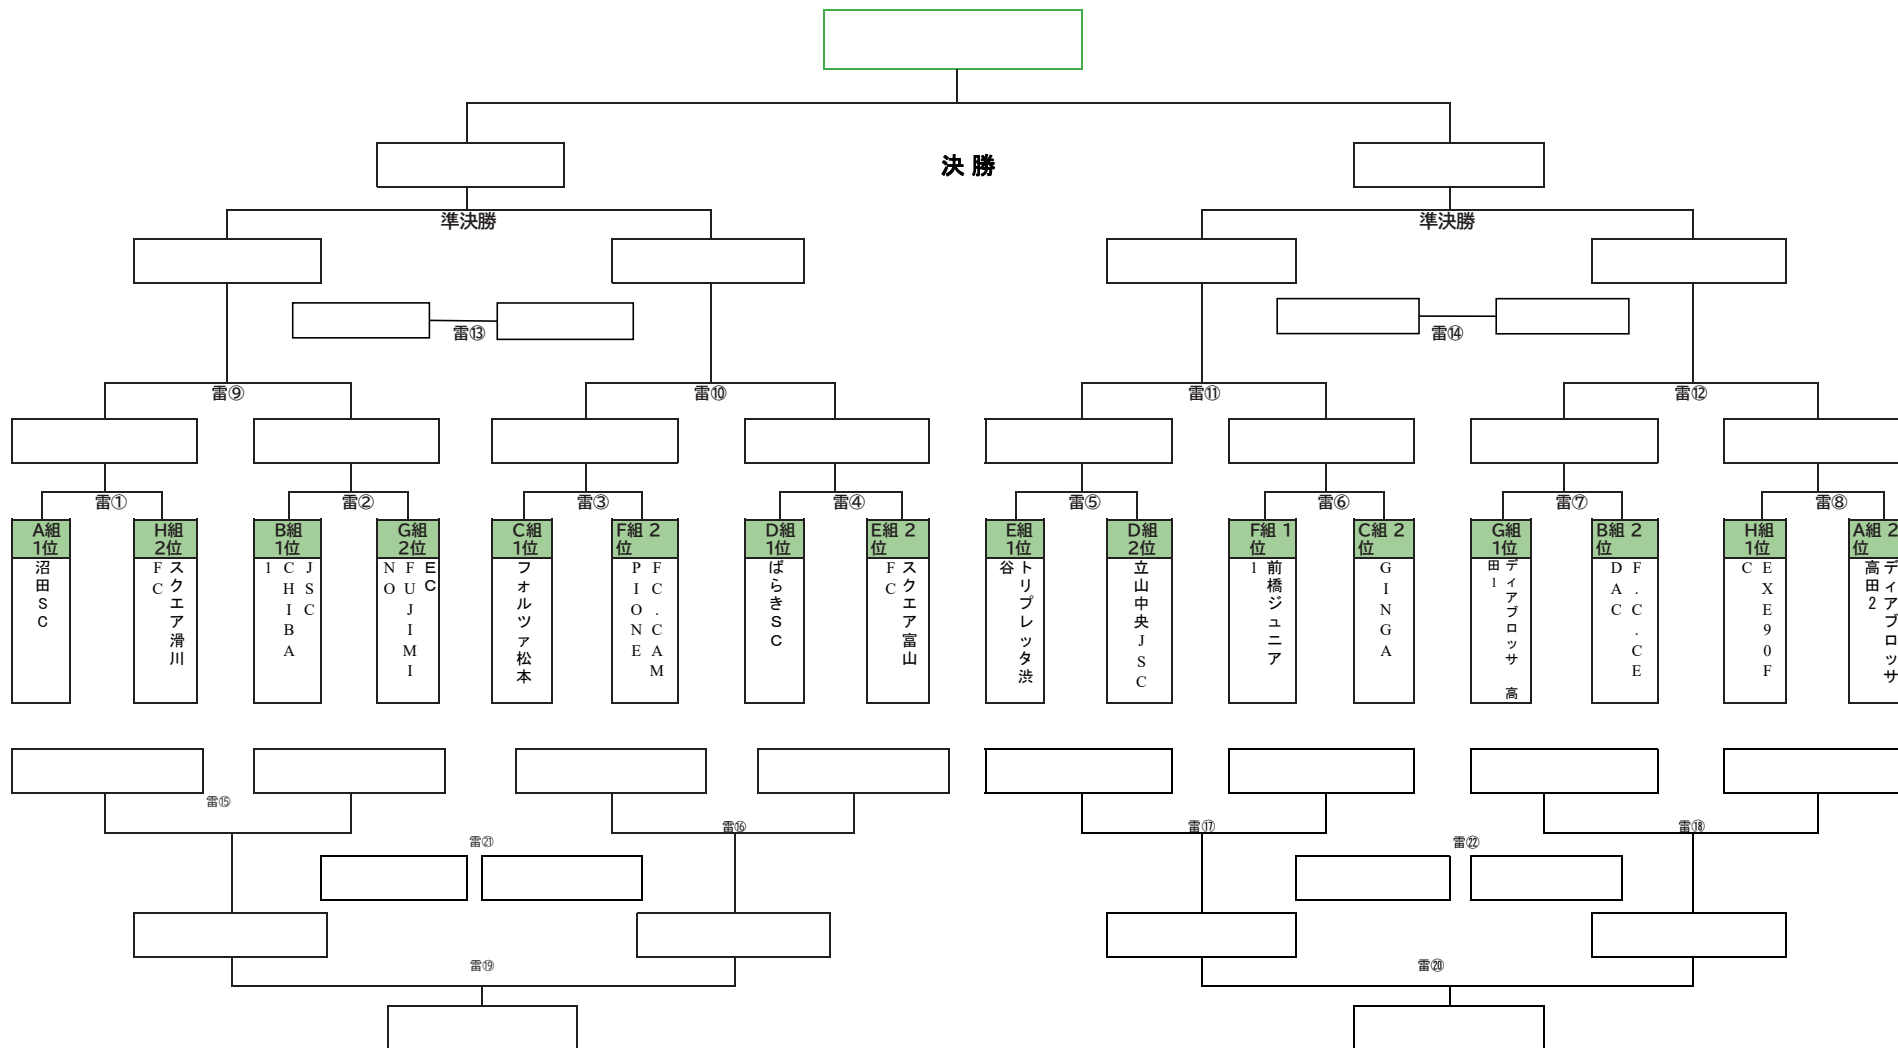 決 勝
準決勝
準決勝
雷⑬
雷⑭
雷⑨
雷⑩
雷⑪
雷⑫
雷①
雷②
雷③
雷④
雷⑤
雷⑥
雷⑦
雷⑧
A組
1位
沼田SC
H組
2位
スクエア滑川
FC
B組
1位
JSC
CHIBA
1
G組
2位
EC
FUJIMI
NO
C組
1位
フォルツァ松本
F組 2
位
FC.CAM
PIONE
D組
1位
ばらきSC
E組 2
位
スクエア富山
FC
E組
1位
トリプレッタ渋
谷
D組
2位
立山中央JSC
F組 1
位
前橋ジュニア
1
C組 2
位
GINGA
G組
1位
ディアブロッサ 高
田1
B組 2
位
F.C.CE
DAC
H組
1位
EXE90F
C
A組 2
位
ディアブロッサ
高田2
雷⑮
雷⑯
雷⑰
雷⑱
雷㉑
雷㉒
雷⑲
雷⑳